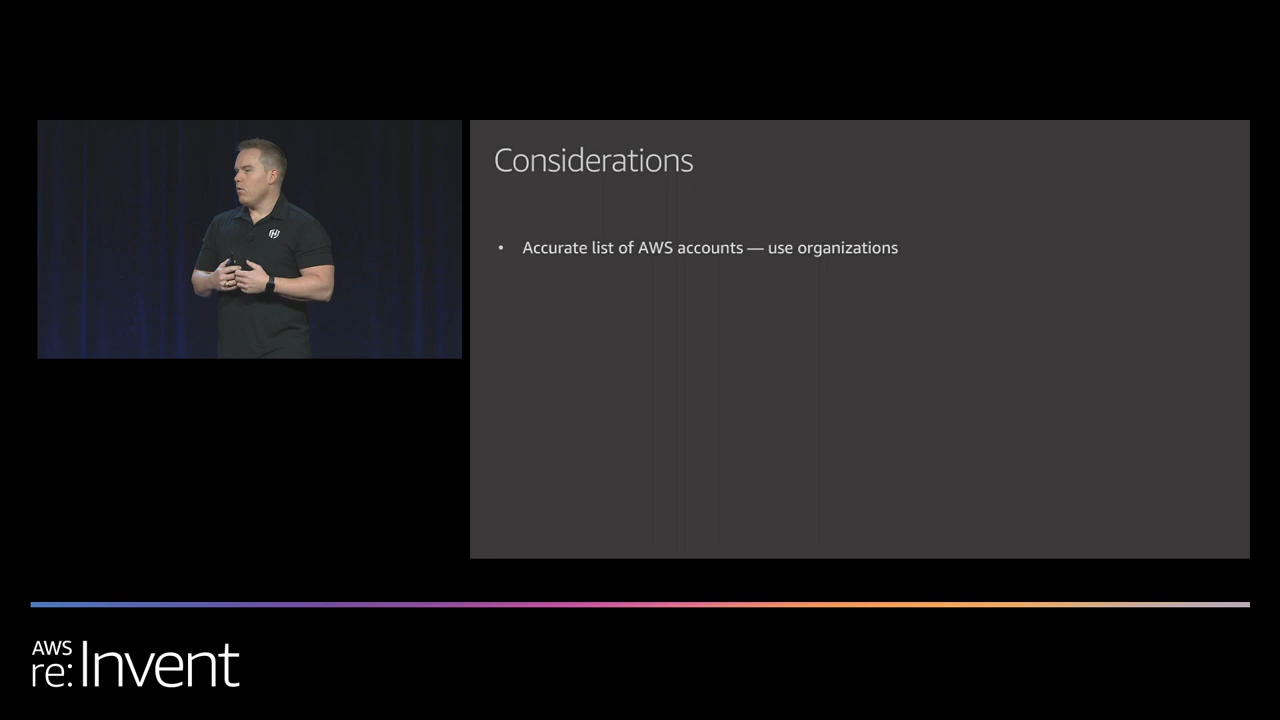 Considerations
• Accurate list of AWS accounts — use organizations
AWS
re:Invent